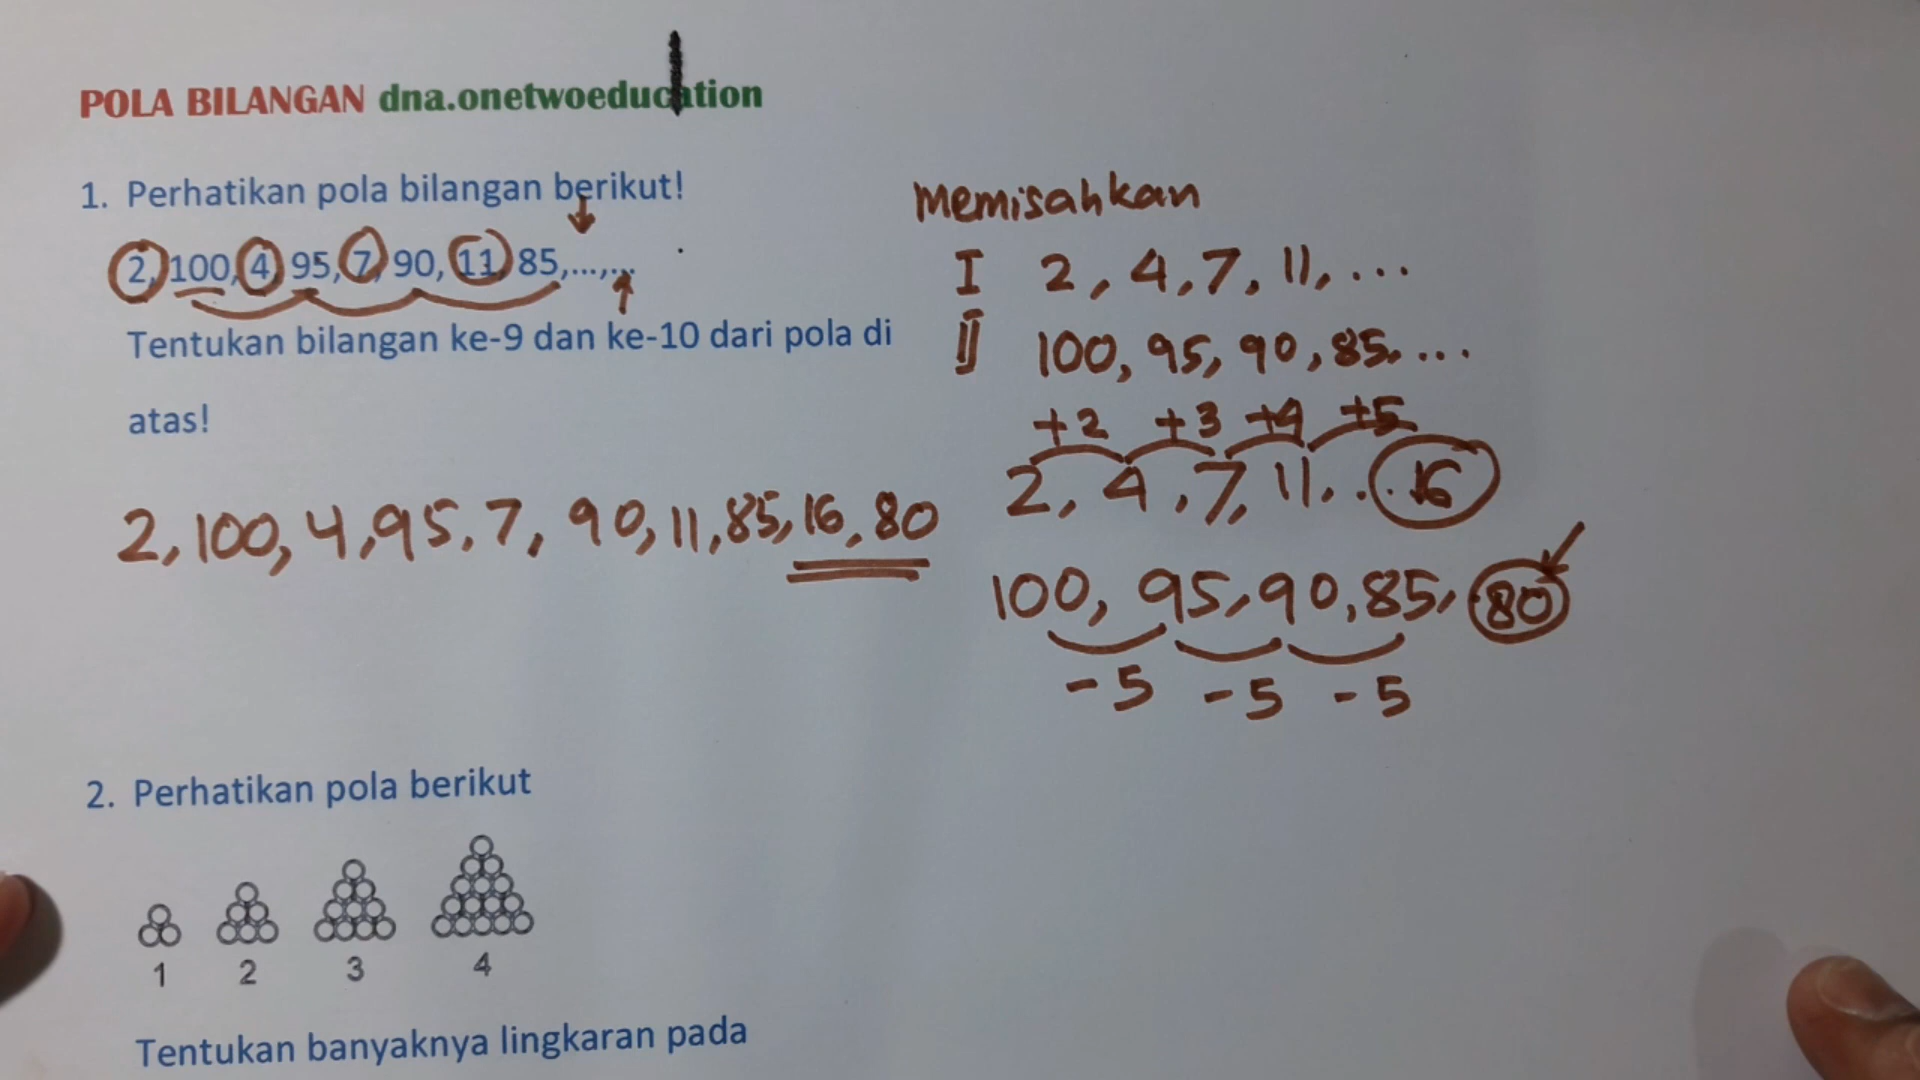 POLA BILANGAN dna.onetwoeducation
1. Perhatikan pola bilangan berikut!
2, 100, 4, 95, 7, 90, 11, 85,...,...
Tentukan bilangan ke-9 dan ke-10 dari pola di
atas!
2, 100, 4, 95, 7, 90, 11, 85, 16, 80
Memisahkan
I 2, 4, 7, 11, ...
II 100, 95, 90, 85, ...
+2 +3 +4 +5
2, 4, 7, 11, .. 16
100, 95, 90, 85, 80
-5 -5 -5
2. Perhatikan pola berikut
1 2 3 4
Tentukan banyaknya lingkaran pada